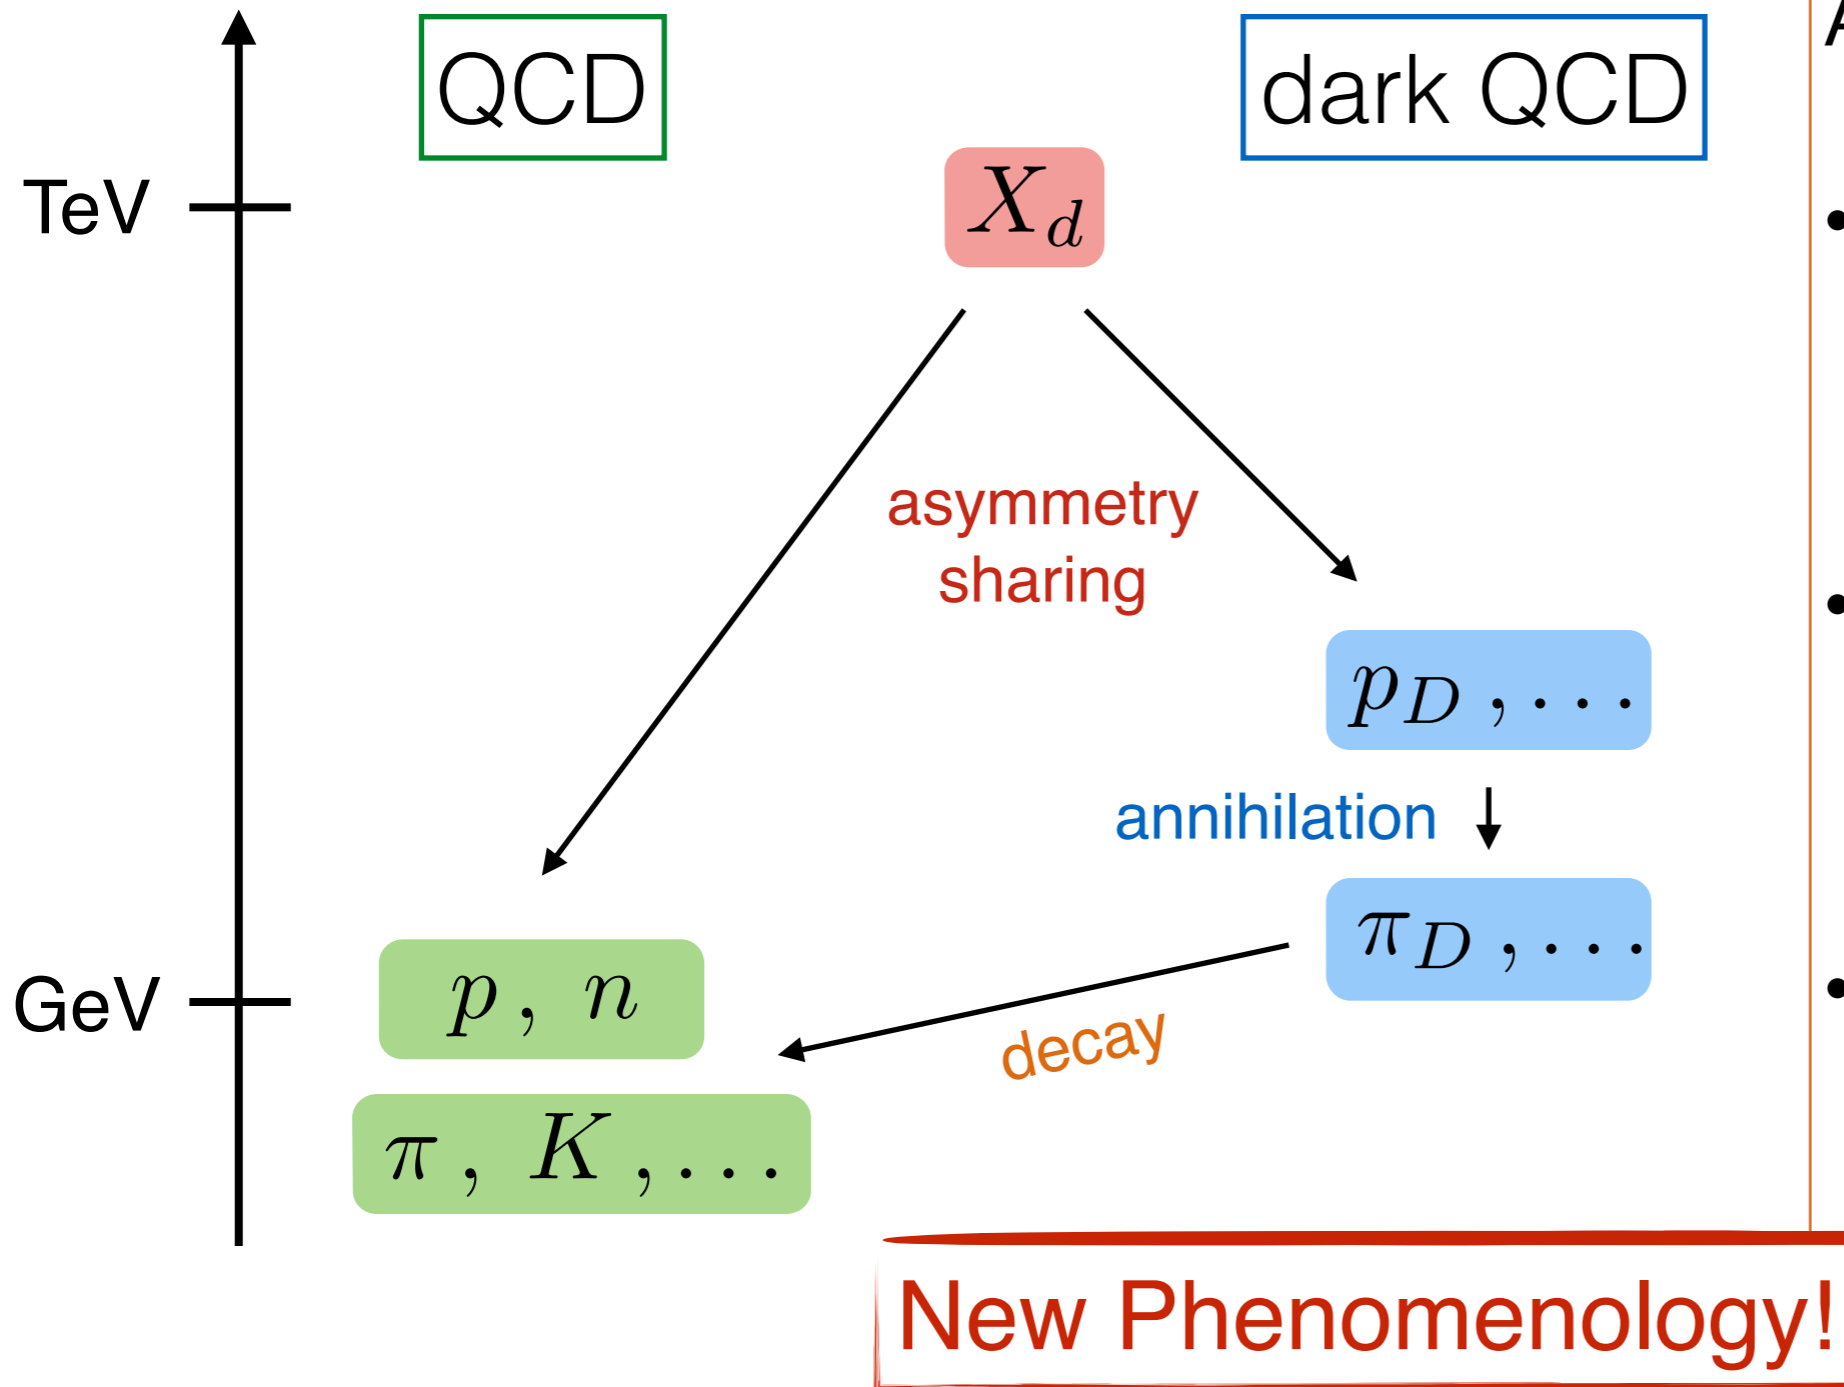 QCD
dark QCD
TeV
X_d
asymmetry
sharing
p_D , . . .
annihilation
π_D , . . .
GeV
p , n
decay
π , K , . . .
New Phenomenology!